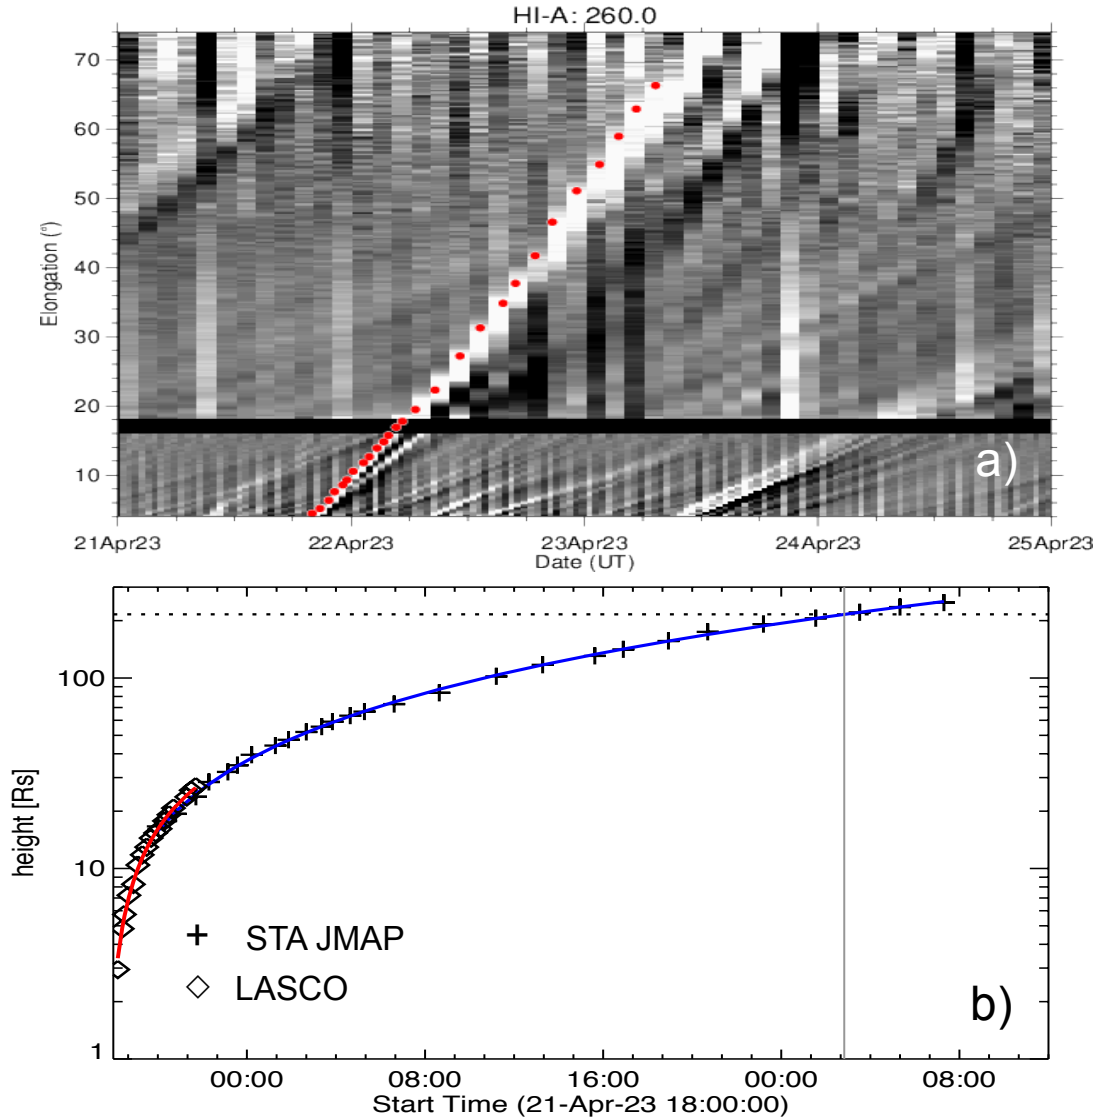 HI-A: 260.0
70
60
50
40
30
20
10
Elongation (°)
a)
21Apr23 22Apr23 23Apr23 24Apr23 25Apr23
Date (UT)
100
10
1
height [Rs]
STA JMAP
LASCO
b)
00:00 08:00 16:00 00:00 08:00
Start Time (21-Apr-23 18:00:00)